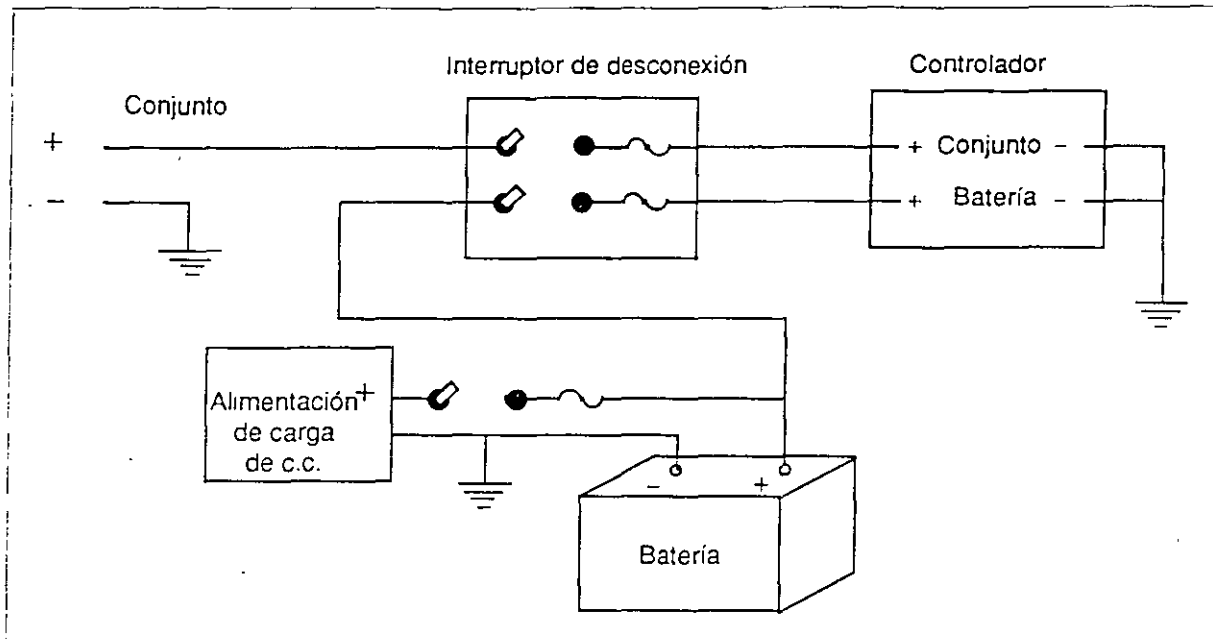 Interruptor de desconexión
Controlador
Conjunto
+
−
+ Conjunto −
+ Batería −
Alimentación +
de carga
de c.c.
− +
Batería